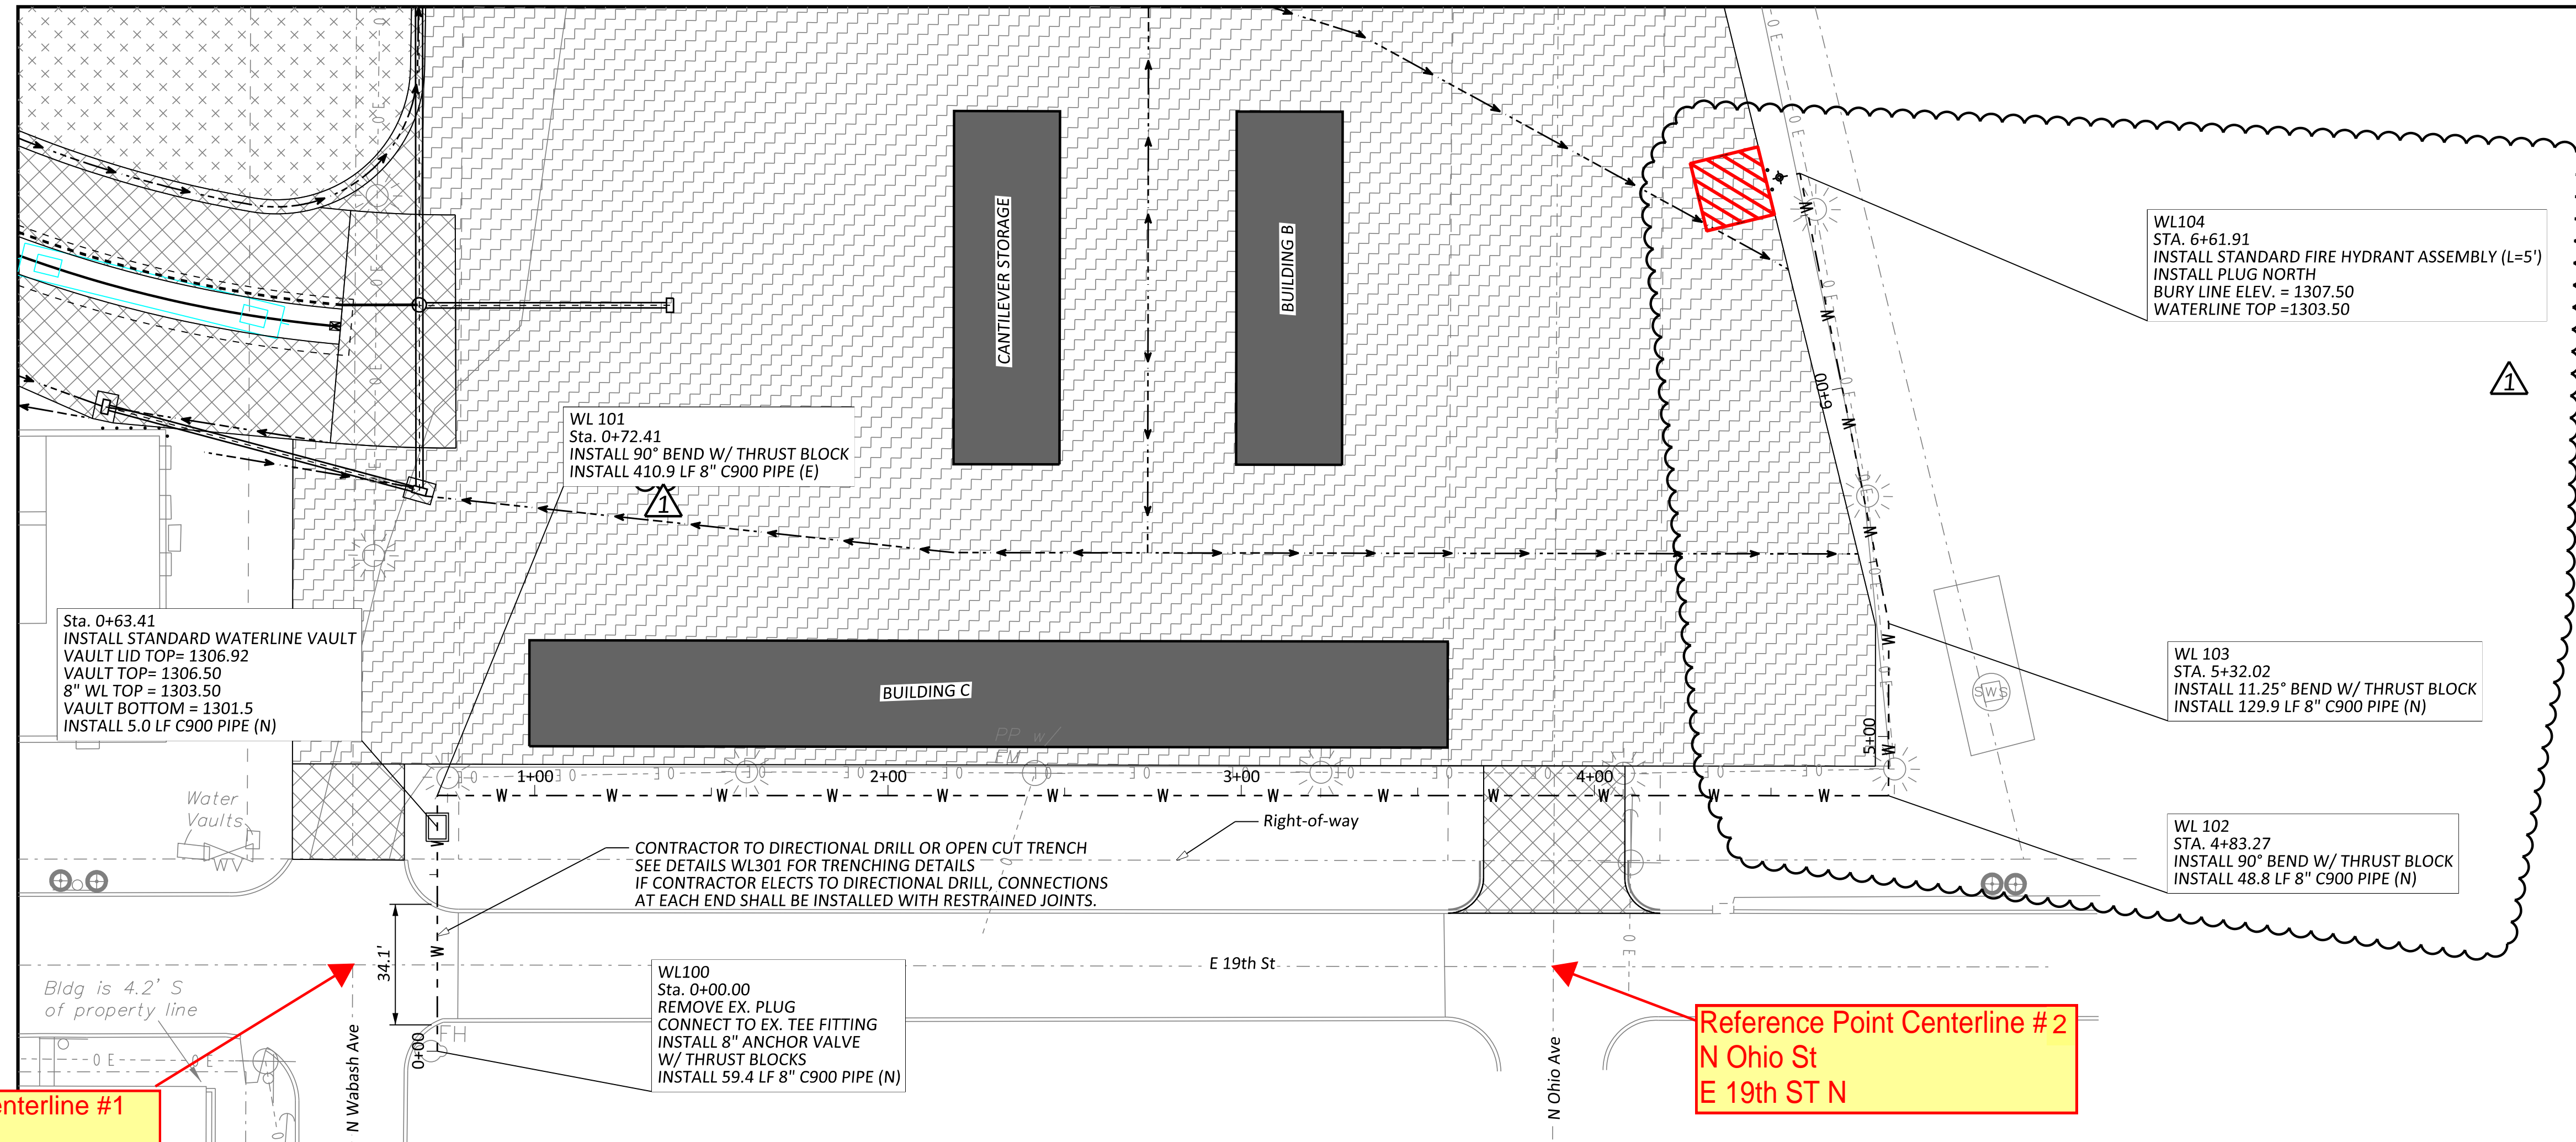 CANTILEVER STORAGE
BUILDING B
WL104
STA. 6+61.91
INSTALL STANDARD FIRE HYDRANT ASSEMBLY (L=5')
INSTALL PLUG NORTH
BURY LINE ELEV. = 1307.50
WATERLINE TOP =1303.50
1
6+00
WL 101
Sta. 0+72.41
INSTALL 90° BEND W/ THRUST BLOCK
INSTALL 410.9 LF 8" C900 PIPE (E)
1
Sta. 0+63.41
INSTALL STANDARD WATERLINE VAULT
VAULT LID TOP= 1306.92
VAULT TOP= 1306.50
8" WL TOP = 1303.50
VAULT BOTTOM = 1301.5
INSTALL 5.0 LF C900 PIPE (N)
BUILDING C
WL 103
STA. 5+32.02
INSTALL 11.25° BEND W/ THRUST BLOCK
INSTALL 129.9 LF 8" C900 PIPE (N)
SWS
PP w/
EM
5+00
1+00
2+00
3+00
4+00
W W W W W W W W W W W W W
Water
Vaults
WV
Right-of-way
CONTRACTOR TO DIRECTIONAL DRILL OR OPEN CUT TRENCH
SEE DETAILS WL301 FOR TRENCHING DETAILS
IF CONTRACTOR ELECTS TO DIRECTIONAL DRILL, CONNECTIONS
AT EACH END SHALL BE INSTALLED WITH RESTRAINED JOINTS.
WL 102
STA. 4+83.27
INSTALL 90° BEND W/ THRUST BLOCK
INSTALL 48.8 LF 8" C900 PIPE (N)
34.1'
E 19th St
Bldg is 4.2' S
of property line
WL100
Sta. 0+00.00
REMOVE EX. PLUG
CONNECT TO EX. TEE FITTING
INSTALL 8" ANCHOR VALVE
W/ THRUST BLOCKS
INSTALL 59.4 LF 8" C900 PIPE (N)
FH
0+00
N Wabash Ave
N Ohio Ave
Reference Point Centerline # 2
N Ohio St
E 19th ST N
enterline #1